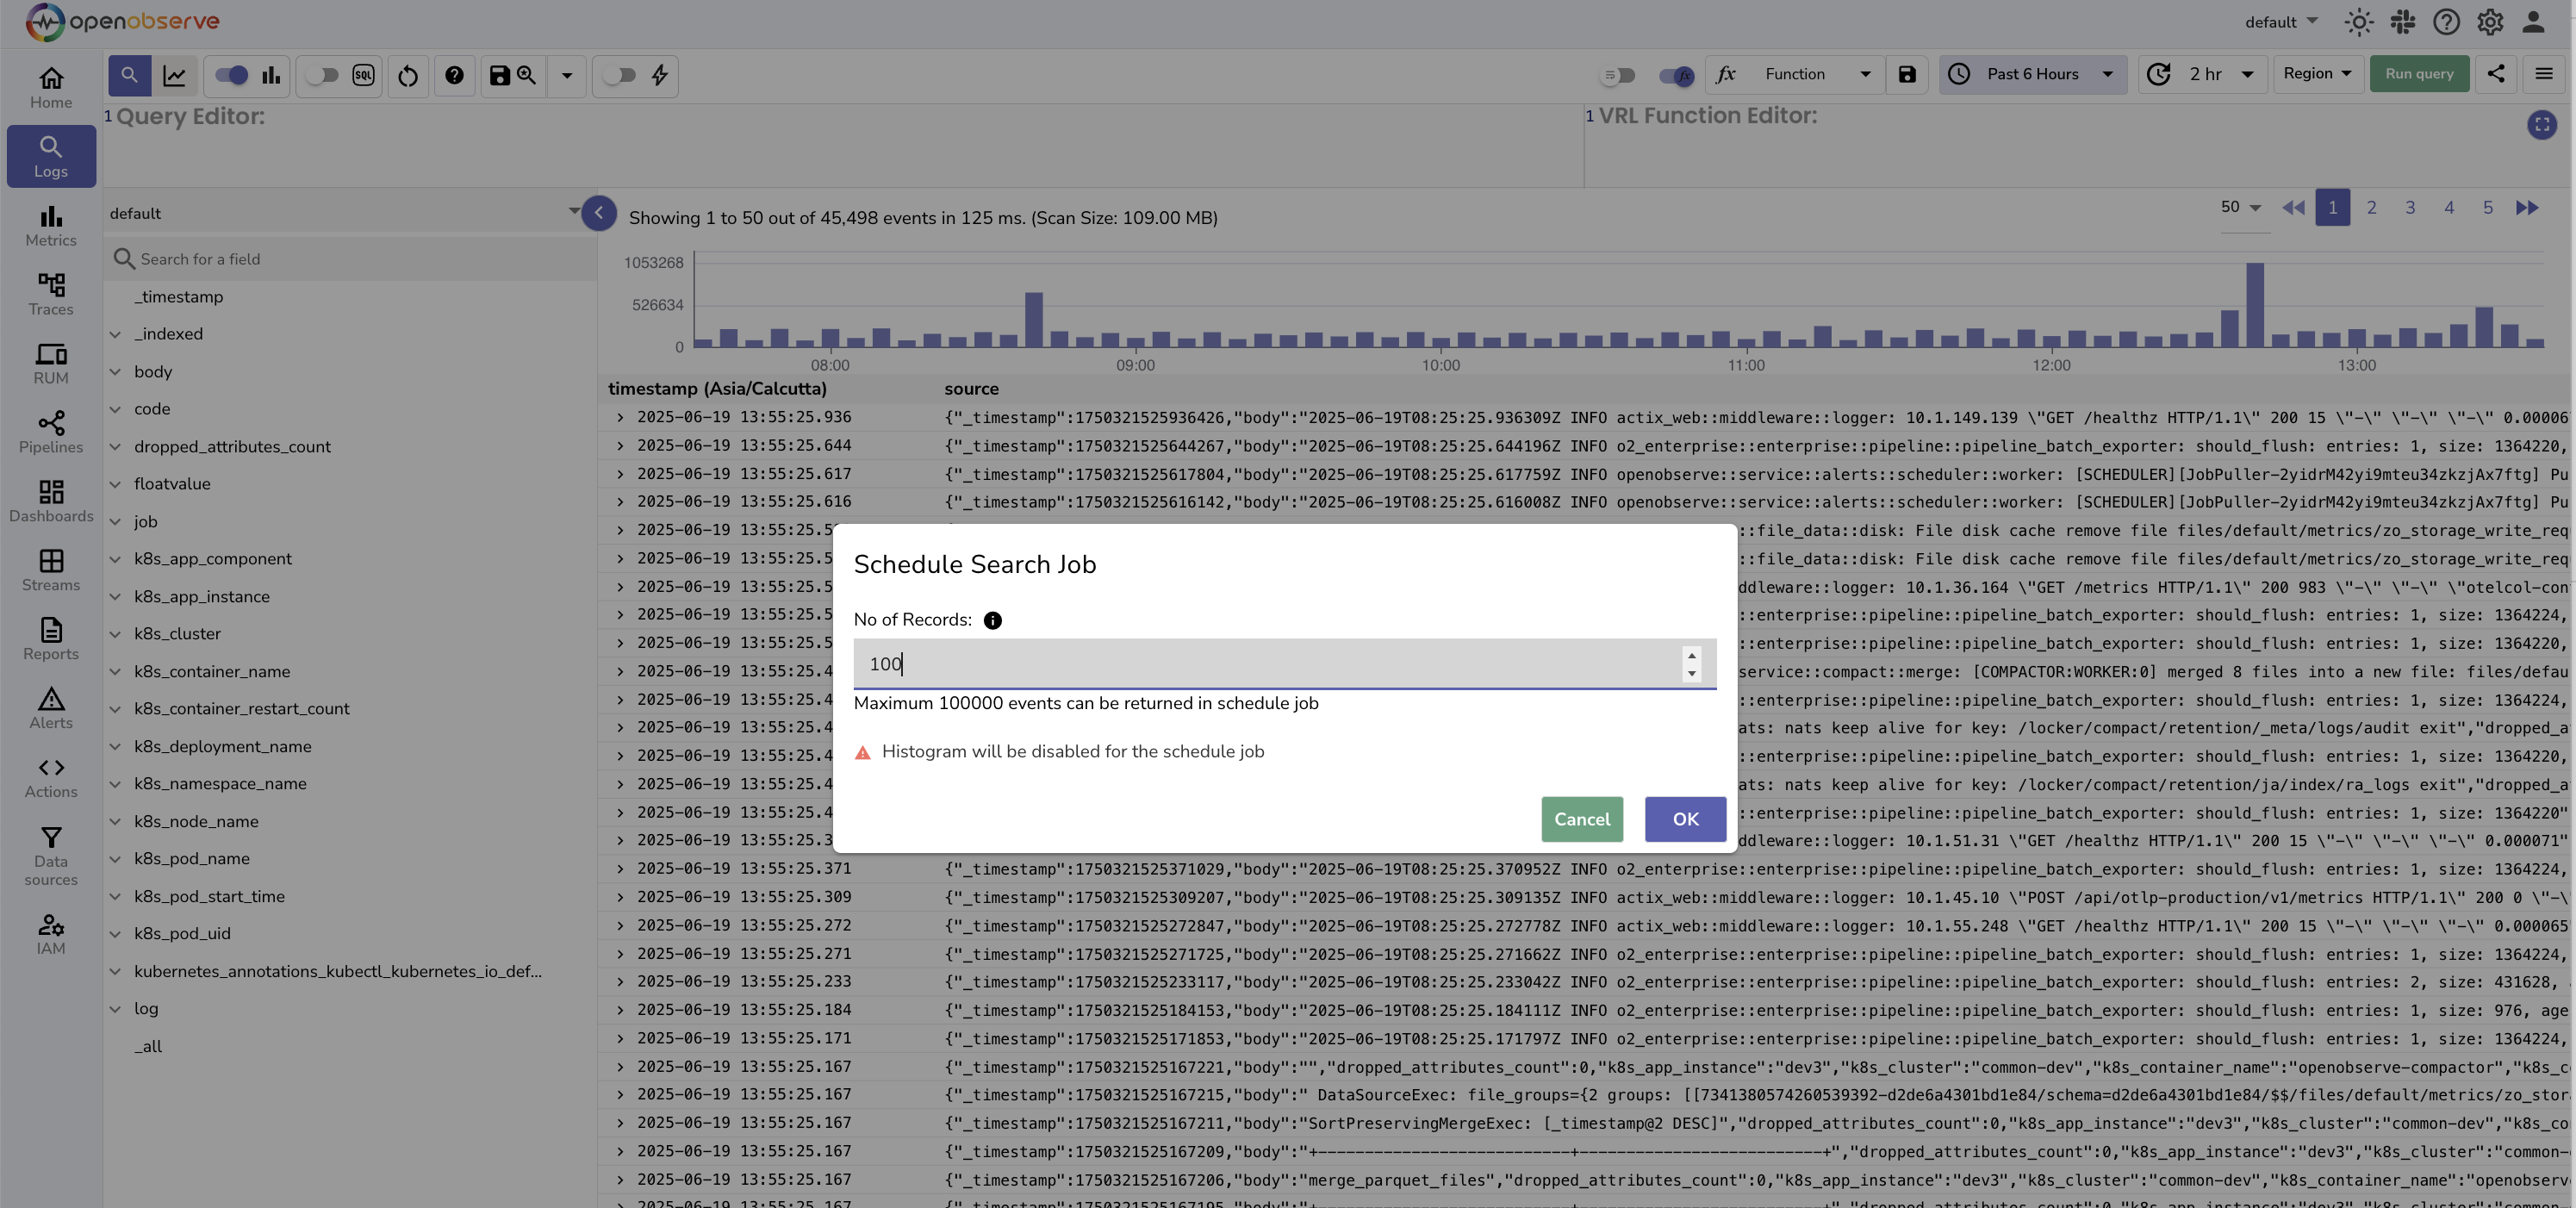 openobserve
default
Home
Logs
Metrics
Traces
RUM
Pipelines
Dashboards
Streams
Reports
Alerts
Actions
Data
sources
IAM
SQL
fx
fx Function
Past 6 Hours
2 hr
Region
Run query
1 Query Editor:
1 VRL Function Editor:
default
Search for a field
_timestamp
_indexed
body
code
dropped_attributes_count
floatvalue
job
k8s_app_component
k8s_app_instance
k8s_cluster
k8s_container_name
k8s_container_restart_count
k8s_deployment_name
k8s_namespace_name
k8s_node_name
k8s_pod_name
k8s_pod_start_time
k8s_pod_uid
kubernetes_annotations_kubectl_kubernetes_io_def...
log
_all
Showing 1 to 50 out of 45,498 events in 125 ms. (Scan Size: 109.00 MB)
50 1 2 3 4 5
1053268
526634
0
08:00 09:00 10:00 11:00 12:00 13:00
timestamp (Asia/Calcutta) source
2025-06-19 13:55:25.936 {"_timestamp":1750321525936426,"body":"2025-06-19T08:25:25.936309Z INFO actix_web::middleware::logger: 10.1.149.139 \"GET /healthz HTTP/1.1\" 200 15 \"-\" \"-\" \"-\" 0.000006
2025-06-19 13:55:25.644 {"_timestamp":1750321525644267,"body":"2025-06-19T08:25:25.644196Z INFO o2_enterprise::enterprise::pipeline::pipeline_batch_exporter: should_flush: entries: 1, size: 1364220,
2025-06-19 13:55:25.617 {"_timestamp":1750321525617804,"body":"2025-06-19T08:25:25.617759Z INFO openobserve::service::alerts::scheduler::worker: [SCHEDULER][JobPuller-2yidrM42yi9mteu34zkzjAx7ftg] Pu
2025-06-19 13:55:25.616 {"_timestamp":1750321525616142,"body":"2025-06-19T08:25:25.616008Z INFO openobserve::service::alerts::scheduler::worker: [SCHEDULER][JobPuller-2yidrM42yi9mteu34zkzjAx7ftg] Pu
2025-06-19 13:55:25.5 ::file_data::disk: File disk cache remove file files/default/metrics/zo_storage_write_req
2025-06-19 13:55:25.5 ::file_data::disk: File disk cache remove file files/default/metrics/zo_storage_write_req
2025-06-19 13:55:25.5 ddleware::logger: 10.1.36.164 \"GET /metrics HTTP/1.1\" 200 983 \"-\" \"-\" \"otelcol-con
2025-06-19 13:55:25.5 ::enterprise::pipeline::pipeline_batch_exporter: should_flush: entries: 1, size: 1364224,
2025-06-19 13:55:25.5 ::enterprise::pipeline::pipeline_batch_exporter: should_flush: entries: 1, size: 1364220,
2025-06-19 13:55:25.4 service::compact::merge: [COMPACTOR:WORKER:0] merged 8 files into a new file: files/defau
2025-06-19 13:55:25.4 ::enterprise::pipeline::pipeline_batch_exporter: should_flush: entries: 1, size: 1364224,
2025-06-19 13:55:25.4 ats: nats keep alive for key: /locker/compact/retention/_meta/logs/audit exit","dropped_a
2025-06-19 13:55:25.4 ::enterprise::pipeline::pipeline_batch_exporter: should_flush: entries: 1, size: 1364220,
2025-06-19 13:55:25.4 ats: nats keep alive for key: /locker/compact/retention/ja/index/ra_logs exit","dropped_a
2025-06-19 13:55:25.4 ::enterprise::pipeline::pipeline_batch_exporter: should_flush: entries: 1, size: 1364220"
2025-06-19 13:55:25.3 ddleware::logger: 10.1.51.31 \"GET /healthz HTTP/1.1\" 200 15 \"-\" \"-\" \"-\" 0.000071"
Schedule Search Job
No of Records:
100
Maximum 100000 events can be returned in schedule job
Histogram will be disabled for the schedule job
Cancel OK
2025-06-19 13:55:25.371 {"_timestamp":1750321525371029,"body":"2025-06-19T08:25:25.370952Z INFO o2_enterprise::enterprise::pipeline::pipeline_batch_exporter: should_flush: entries: 1, size: 1364224,
2025-06-19 13:55:25.309 {"_timestamp":1750321525309207,"body":"2025-06-19T08:25:25.309135Z INFO actix_web::middleware::logger: 10.1.45.10 \"POST /api/otlp-production/v1/metrics HTTP/1.1\" 200 0 \"-\
2025-06-19 13:55:25.272 {"_timestamp":1750321525272847,"body":"2025-06-19T08:25:25.272778Z INFO actix_web::middleware::logger: 10.1.55.248 \"GET /healthz HTTP/1.1\" 200 15 \"-\" \"-\" \"-\" 0.000065
2025-06-19 13:55:25.271 {"_timestamp":1750321525271725,"body":"2025-06-19T08:25:25.271662Z INFO o2_enterprise::enterprise::pipeline::pipeline_batch_exporter: should_flush: entries: 1, size: 1364224,
2025-06-19 13:55:25.233 {"_timestamp":1750321525233117,"body":"2025-06-19T08:25:25.233042Z INFO o2_enterprise::enterprise::pipeline::pipeline_batch_exporter: should_flush: entries: 2, size: 431628,
2025-06-19 13:55:25.184 {"_timestamp":1750321525184153,"body":"2025-06-19T08:25:25.184111Z INFO o2_enterprise::enterprise::pipeline::pipeline_batch_exporter: should_flush: entries: 1, size: 976, age
2025-06-19 13:55:25.171 {"_timestamp":1750321525171853,"body":"2025-06-19T08:25:25.171797Z INFO o2_enterprise::enterprise::pipeline::pipeline_batch_exporter: should_flush: entries: 1, size: 1364224,
2025-06-19 13:55:25.167 {"_timestamp":1750321525167221,"body":"","dropped_attributes_count":0,"k8s_app_instance":"dev3","k8s_cluster":"common-dev","k8s_container_name":"openobserve-compactor","k8s_c
2025-06-19 13:55:25.167 {"_timestamp":1750321525167215,"body":" DataSourceExec: file_groups={2 groups: [[7341380574260539392-d2de6a4301bd1e84/schema=d2de6a4301bd1e84/$$/files/default/metrics/zo_stor
2025-06-19 13:55:25.167 {"_timestamp":1750321525167211,"body":"SortPreservingMergeExec: [_timestamp@2 DESC]","dropped_attributes_count":0,"k8s_app_instance":"dev3","k8s_cluster":"common-dev","k8s_co
2025-06-19 13:55:25.167 {"_timestamp":1750321525167209,"body":"+---------------------------+---------------------------+","dropped_attributes_count":0,"k8s_app_instance":"dev3","k8s_cluster":"common-
2025-06-19 13:55:25.167 {"_timestamp":1750321525167206,"body":"merge_parquet_files","dropped_attributes_count":0,"k8s_app_instance":"dev3","k8s_cluster":"common-dev","k8s_container_name":"openobserv